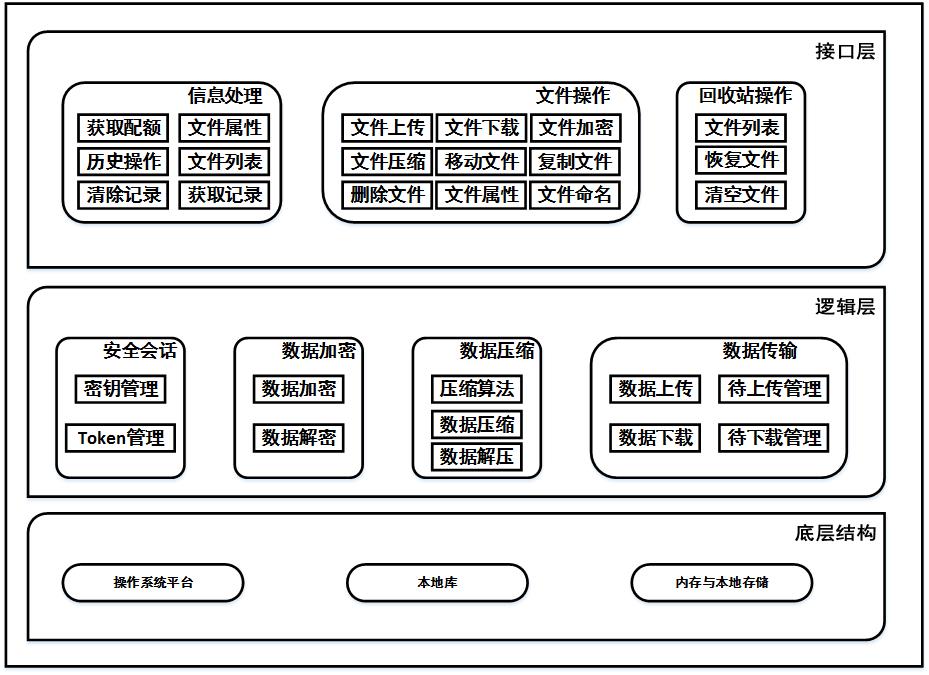 接口层
信息处理
获取配额
文件属性
历史操作
文件列表
清除记录
获取记录
文件操作
文件上传
文件下载
文件加密
文件压缩
移动文件
复制文件
删除文件
文件属性
文件命名
回收站操作
文件列表
恢复文件
清空文件
逻辑层
安全会话
密钥管理
Token管理
数据加密
数据加密
数据解密
数据压缩
压缩算法
数据压缩
数据解压
数据传输
数据上传
待上传管理
数据下载
待下载管理
底层结构
操作系统平台
本地库
内存与本地存储